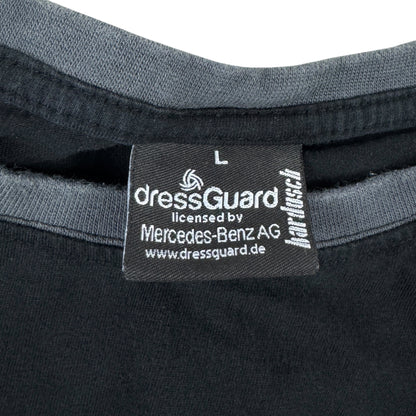 L
dressGuard
licensed by
Mercedes-Benz AG
www.dressguard.de
hardusch